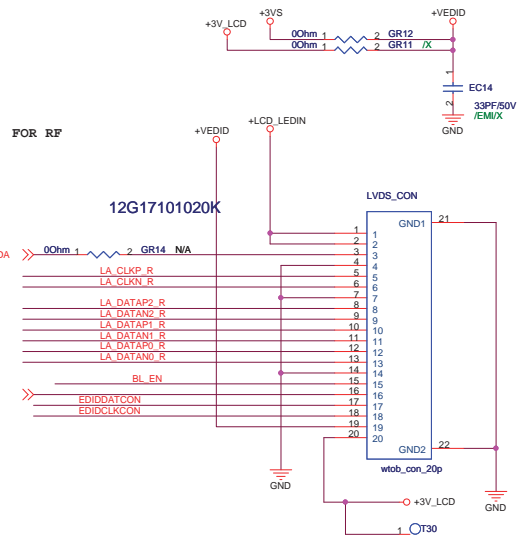 +3VS
+3V_LCD
+VEDID
0Ohm 1 2 GR12
0Ohm 1 2 GR11 /X
1
EC14
2
33PF/50V
/EMI/X
GND
FOR RF
+VEDID
+LCD_LEDIN
12G17101020K
LVDS_CON
GND1 21
1 1
2 2
DA 0Ohm 1 2 GR14 N/A 3 3
4 4
LA_CLKP_R 5 5
LA_CLKN_R 6 6
7 7
LA_DATAP2_R 8 8
LA_DATAN2_R 9 9
LA_DATAP1_R 10 10
LA_DATAN1_R 11 11
LA_DATAP0_R 12 12
LA_DATAN0_R 13 13
14 14
BL_EN 15 15
16 16
EDIDDATCON 17 17
EDIDCLKCON 18 18
19 19
20 20
GND2 22
wtob_con_20p
GND
GND
+3V_LCD
1 T30